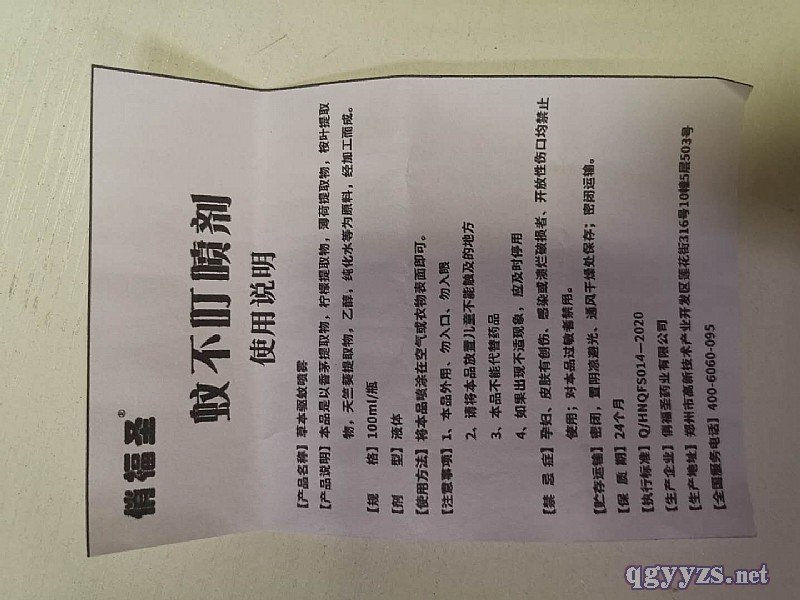 俏福圣®
蚊不叮喷剂
使用说明
【产品名称】草本驱蚊喷雾
【产品说明】本品是以香茅提取物，柠檬提取物，薄荷提取物，桉叶提取
物，天竺葵提取物，乙醇，纯化水等为原料，经加工而成。
【规 格】100ml/瓶
【剂 型】液体
【使用方法】将本品喷涂在空气或衣物表面即可。
【注意事项】1、本品外用、勿入口、勿入眼
2、请将本品放置儿童不能触及的地方
3、本品不能代替药品
4、如果出现不适现象，应及时停用
【禁 忌 症】孕妇、皮肤有创伤、感染或溃烂破损者、开放性伤口均禁止
使用；对本品过敏者禁用。
【贮存运输】密闭，置阴凉避光、通风干燥处保存；密闭运输。
【保 质 期】24个月
【执行标准】Q/HNQFS014—2020
【生产企业】俏福圣药业有限公司
【生产地址】郑州市高新技术产业开发区莲花街316号10幢5层503号
【全国服务电话】400-6060-095
qgyyzs.net